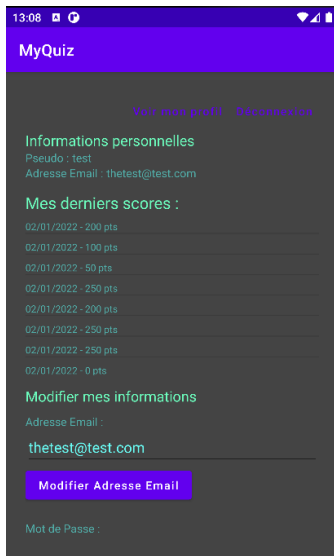 13:08
MyQuiz
Voir mon profil Déconnexion
Informations personnelles
Pseudo : test
Adresse Email : thetest@test.com
Mes derniers scores :
02/01/2022 - 200 pts
02/01/2022 - 100 pts
02/01/2022 - 50 pts
02/01/2022 - 250 pts
02/01/2022 - 200 pts
02/01/2022 - 250 pts
02/01/2022 - 250 pts
02/01/2022 - 0 pts
Modifier mes informations
Adresse Email :
thetest@test.com
Modifier Adresse Email
Mot de Passe :